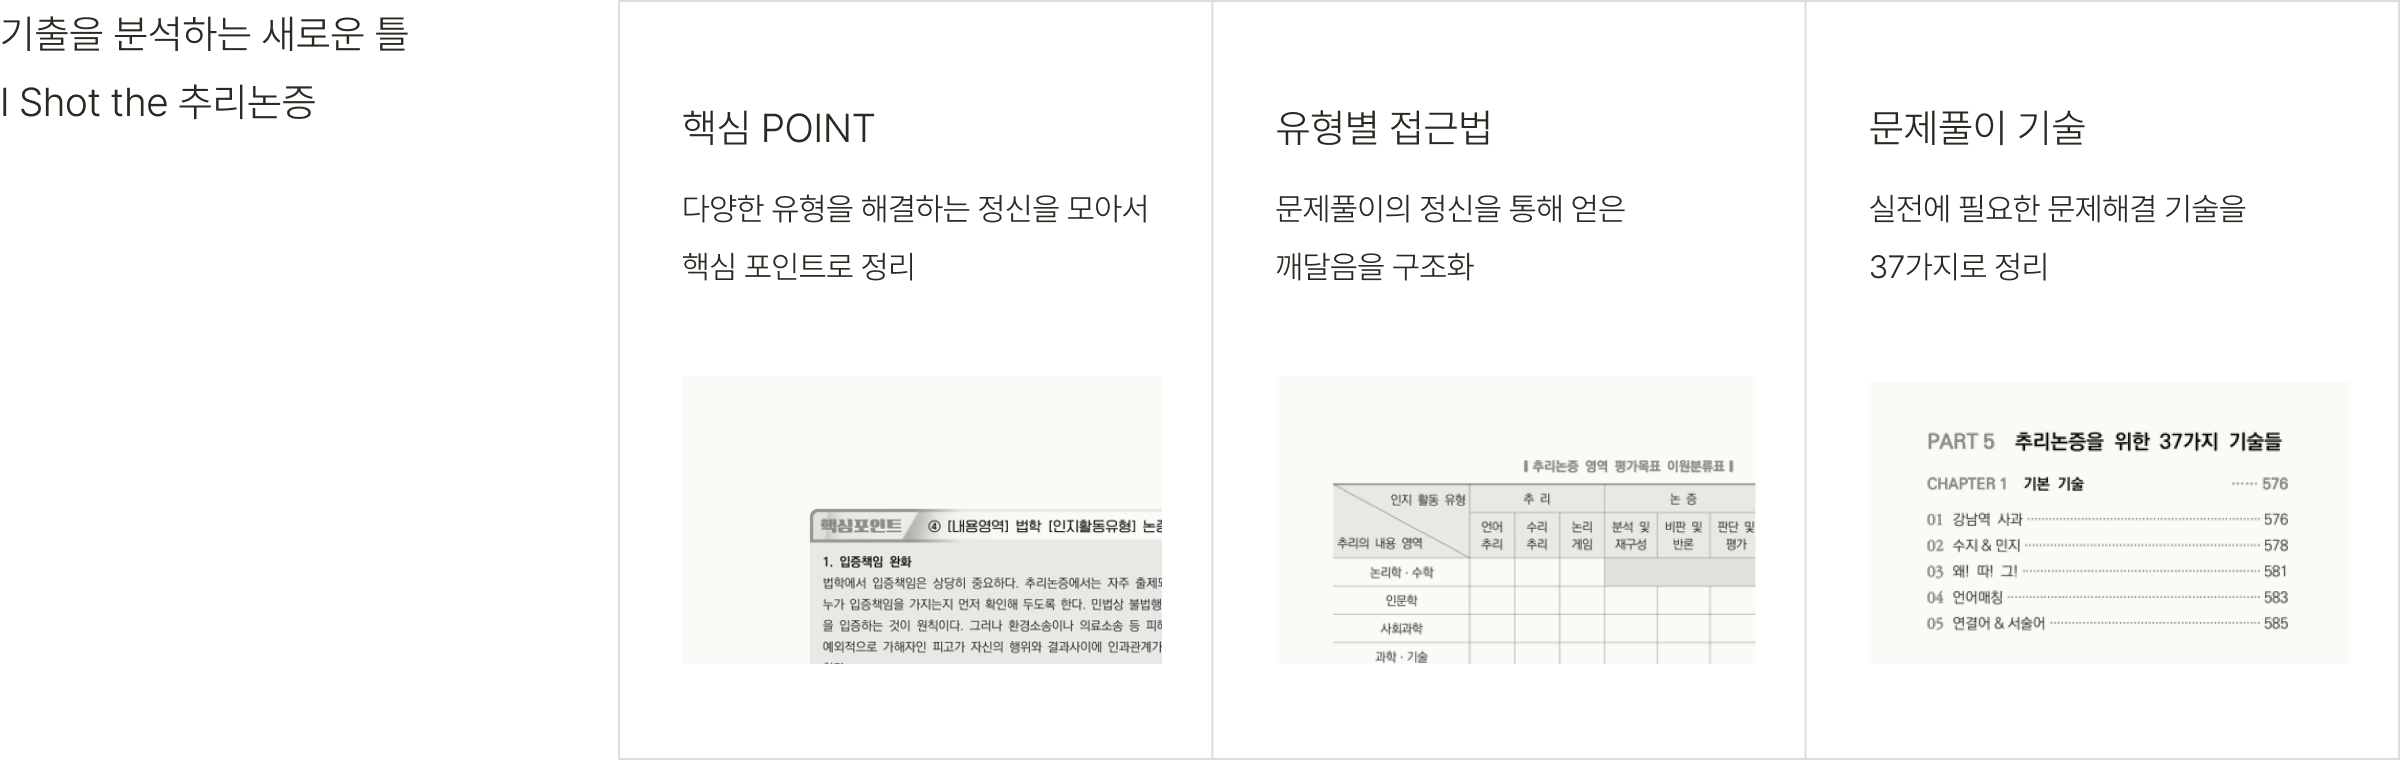 기출을 분석하는 새로운 틀
I Shot the 추리논증
핵심 POINT
다양한 유형을 해결하는 정신을 모아서
핵심 포인트로 정리
핵심포인트 ④ [내용영역] 법학 [인지활동유형] 논증
1. 입증책임 완화
법학에서 입증책임은 상당히 중요하다. 추리논증에서는 자주 출제되
누가 입증책임을 가지는지 먼저 확인해 두도록 한다. 민법상 불법행
을 입증하는 것이 원칙이다. 그러나 환경소송이나 의료소송 등 피해
예외적으로 가해자인 피고가 자신의 행위와 결과사이에 인과관계가
유형별 접근법
문제풀이의 정신을 통해 얻은
깨달음을 구조화
추리논증 영역 평가목표 이원분류표
인지 활동 유형 추 리 논 증
추리의 내용 영역 언어 추리 수리 추리 논리 게임 분석 및 재구성 비판 및 반론 판단 및 평가
논리학 · 수학
인문학
사회과학
과학 · 기술
문제풀이 기술
실전에 필요한 문제해결 기술을
37가지로 정리
PART 5 추리논증을 위한 37가지 기술들
CHAPTER 1 기본 기술 ······ 576
01 강남역 사과 ······ 576
02 수지 & 민지 ······ 578
03 왜! 따! 그! ······ 581
04 언어매칭 ······ 583
05 연결어 & 서술어 ······ 585